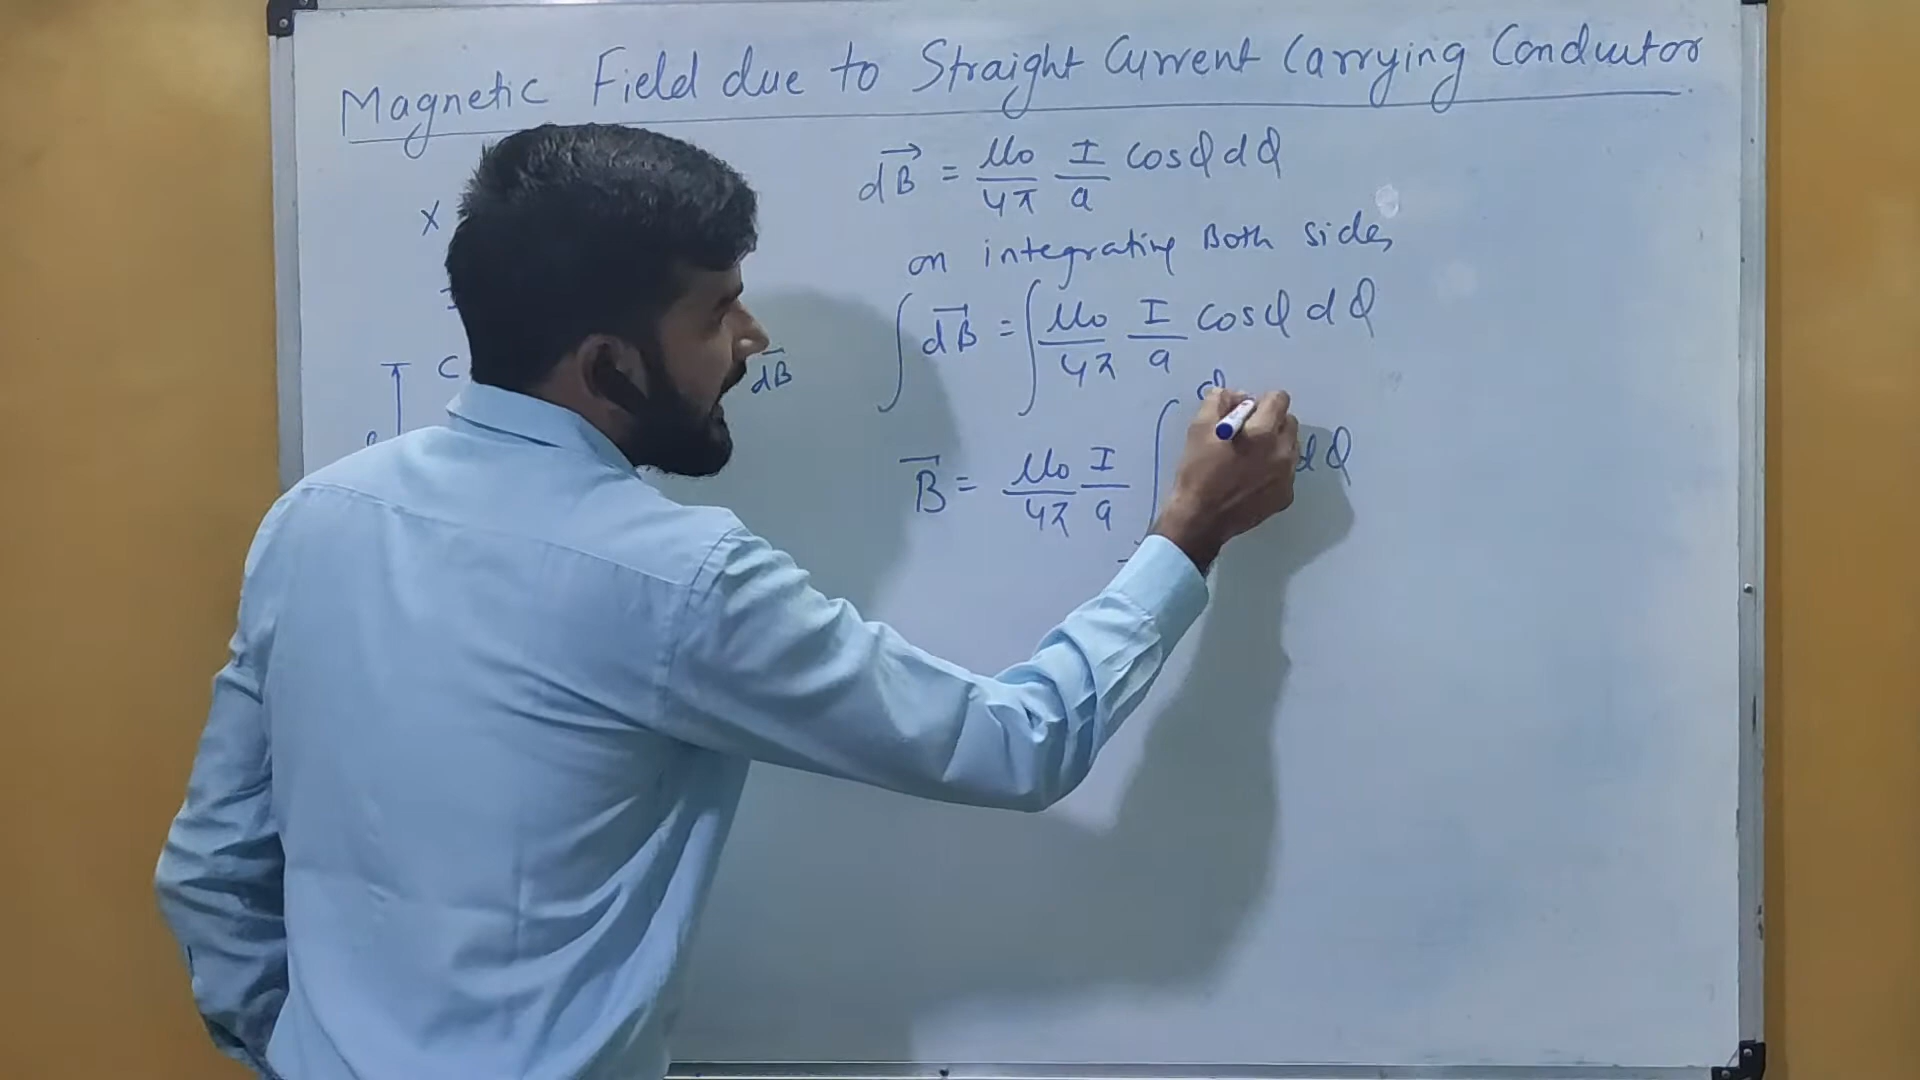 Magnetic Field due to Straight Current Carrying Conductor
X
C
dB
dB = μ0/4π I/a cosφ dφ
on integrating Both sides
∫ dB = ∫ μ0/4π I/a cosφ dφ
B = μ0/4π I/a ∫ dφ